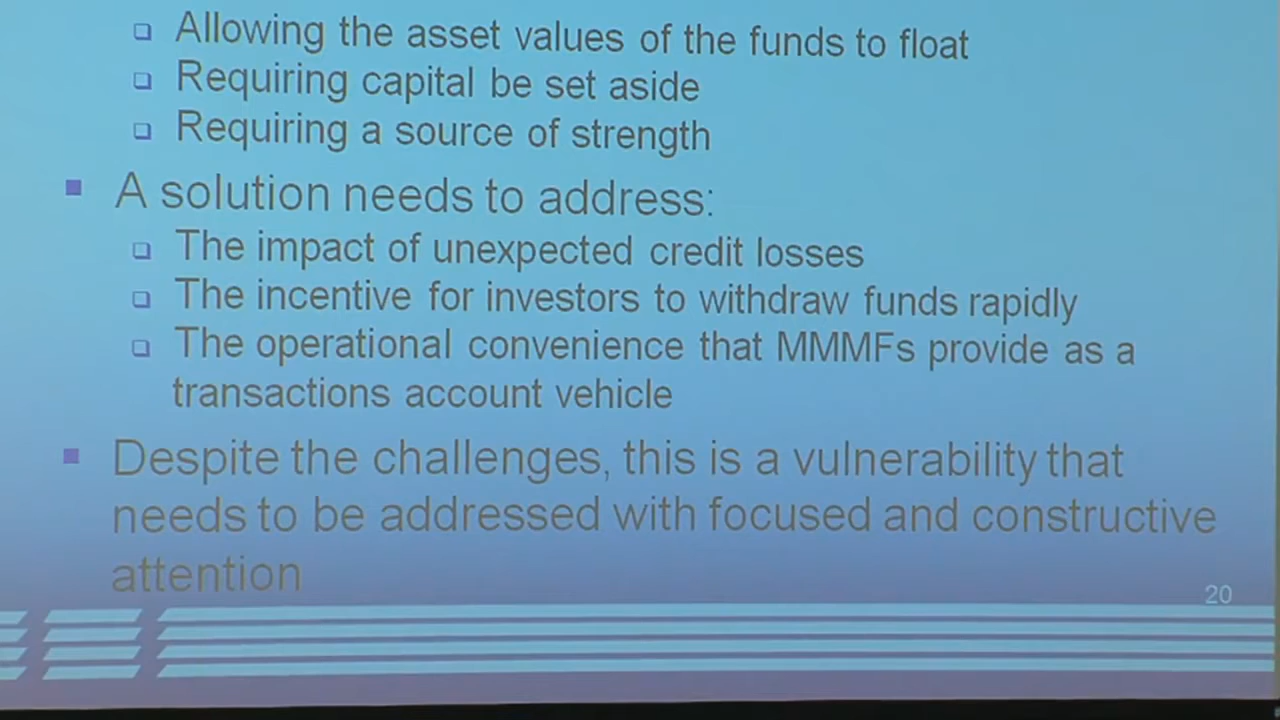 Allowing the asset values of the funds to float
Requiring capital be set aside
Requiring a source of strength
A solution needs to address:
The impact of unexpected credit losses
The incentive for investors to withdraw funds rapidly
The operational convenience that MMMFs provide as a
transactions account vehicle
Despite the challenges, this is a vulnerability that
needs to be addressed with focused and constructive
attention
20